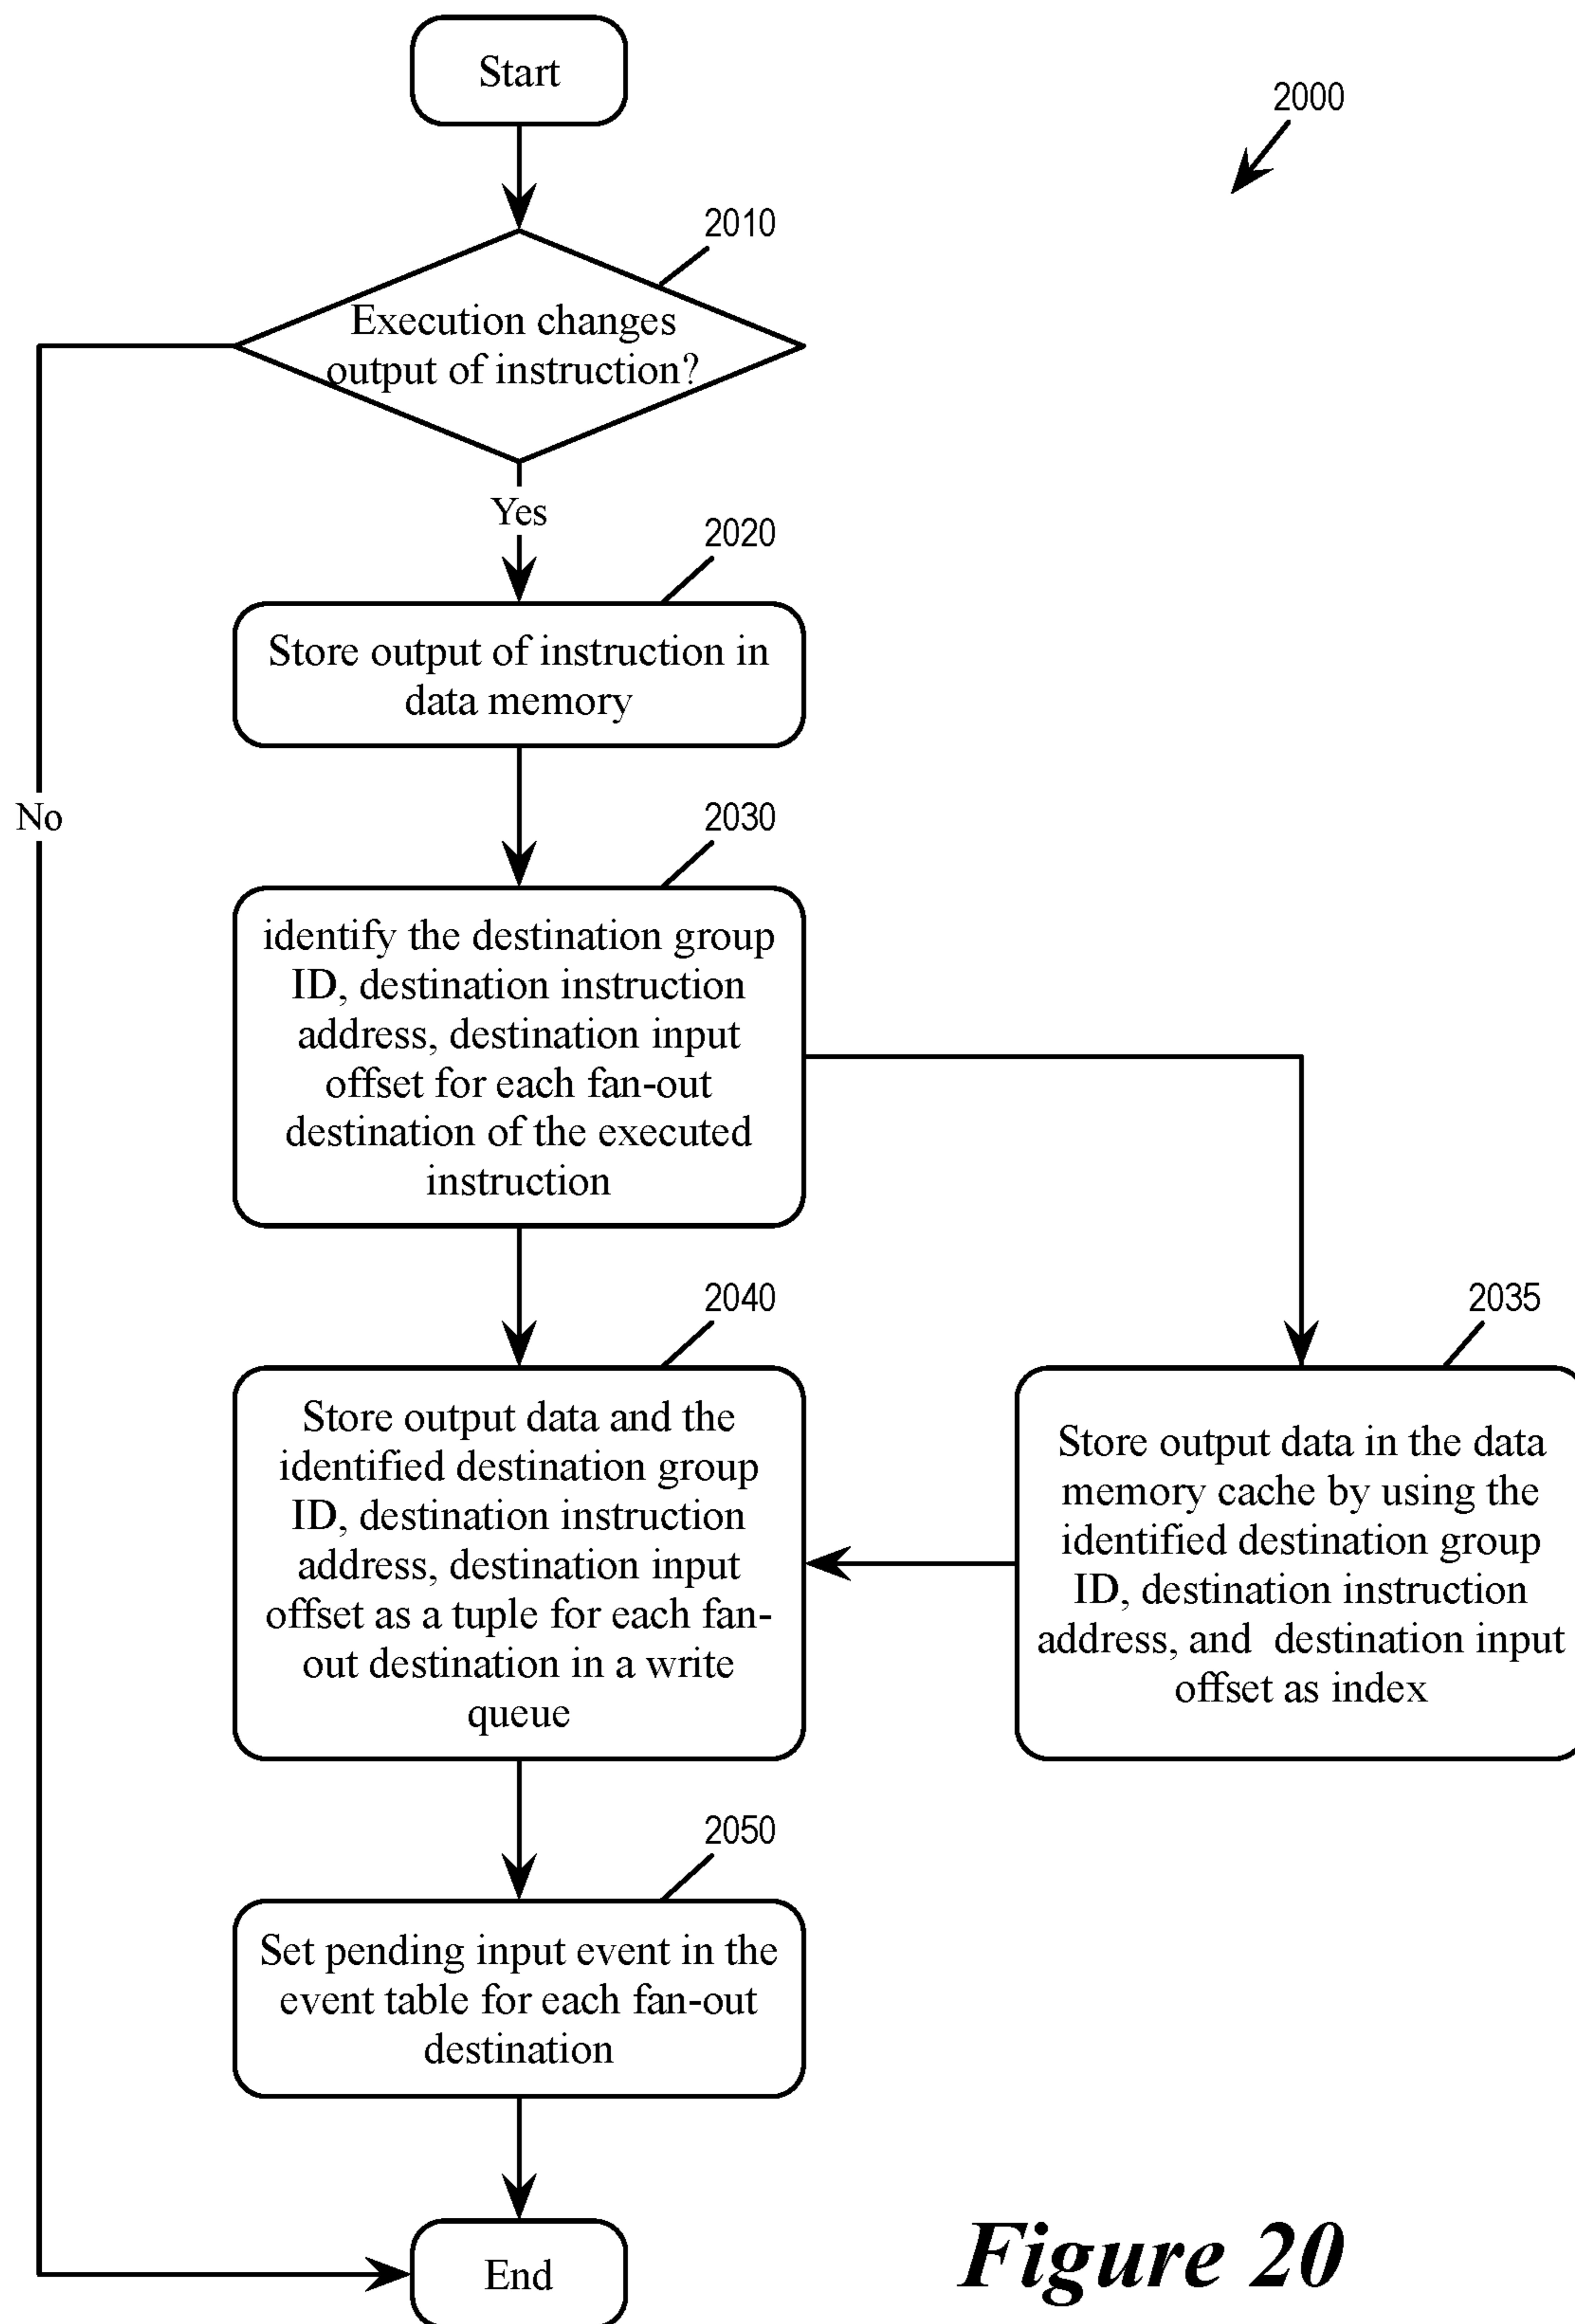 Start
2000
2010
Execution changes
output of instruction?
Yes
2020
Store output of instruction in
data memory
No
2030
identify the destination group
ID, destination instruction
address, destination input
offset for each fan-out
destination of the executed
instruction
2040
Store output data and the
identified destination group
ID, destination instruction
address, destination input
offset as a tuple for each fan-
out destination in a write
queue
2035
Store output data in the data
memory cache by using the
identified destination group
ID, destination instruction
address, and  destination input
offset as index
2050
Set pending input event in the
event table for each fan-out
destination
End
Figure 20